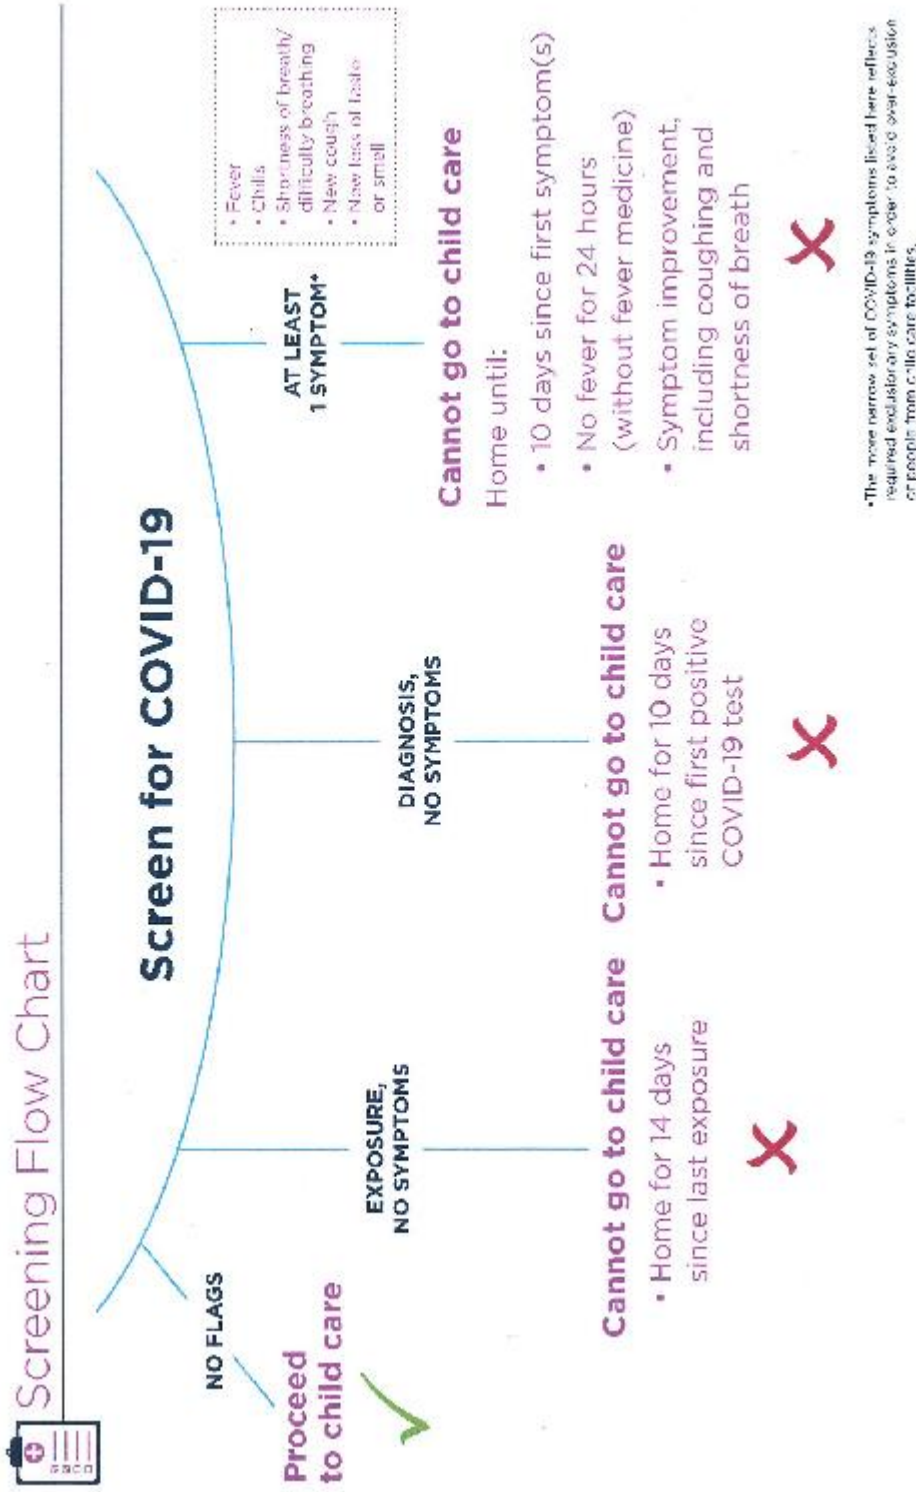 Screening Flow Chart
Screen for COVID-19
NO FLAGS
Proceed
to child care
EXPOSURE,
NO SYMPTOMS
Cannot go to child care
• Home for 14 days
since last exposure
DIAGNOSIS,
NO SYMPTOMS
Cannot go to child care
• Home for 10 days
since first positive
COVID-19 test
AT LEAST
1 SYMPTOM*
• Fever
• Chills
• Shortness of breath/
difficulty breathing
• New cough
• New loss of taste
or smell
Cannot go to child care
Home until:
• 10 days since first symptom(s)
• No fever for 24 hours
(without fever medicine)
• Symptom improvement,
including coughing and
shortness of breath
*The more narrow set of COVID-19 symptoms listed here reflects
required exclusionary symptoms in order to avoid over-exclusion
of people from child care facilities.